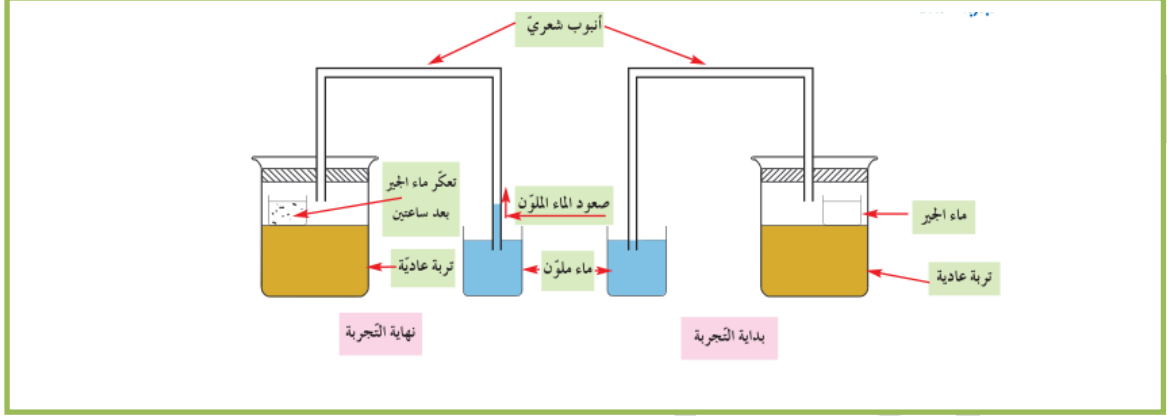 أنبوب شعريّ
تعكّر ماء الجير
بعد ساعتين
صعود الماء الملوّن
ماء الجير
تربة عاديّة
ماء ملوّن
تربة عادية
نهاية التّجربة
بداية التّجربة